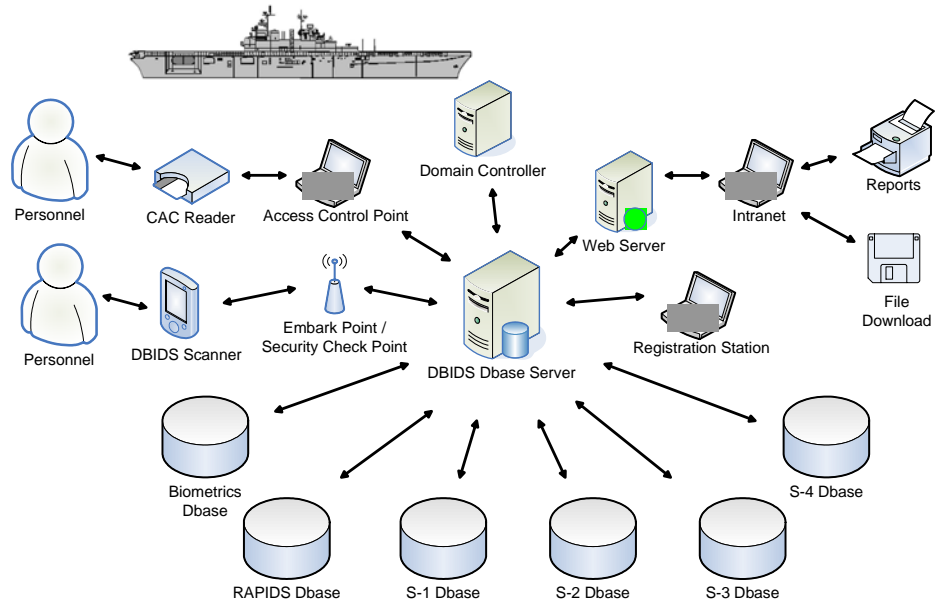 Domain Controller
Personnel
CAC Reader
Access Control Point
Web Server
Intranet
Reports
Personnel
DBIDS Scanner
Embark Point /
Security Check Point
DBIDS Dbase Server
Registration Station
File
Download
Biometrics
Dbase
RAPIDS Dbase
S-1 Dbase
S-2 Dbase
S-3 Dbase
S-4 Dbase